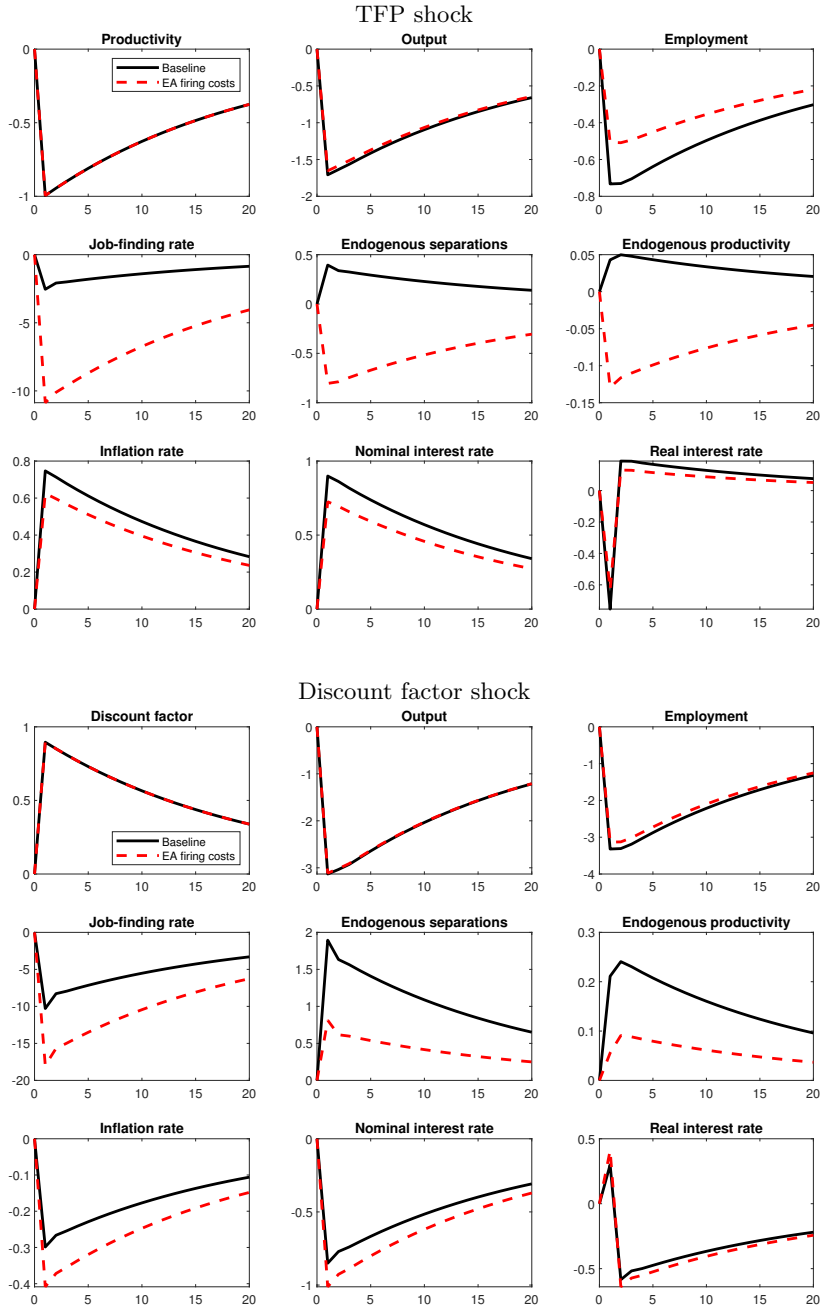 TFP shock
Productivity
Output
Employment
0
-0.5
-1
0 5 10 15 20
Baseline
EA firing costs
0
-0.5
-1
-1.5
-2
0 5 10 15 20
0
-0.2
-0.4
-0.6
-0.8
0 5 10 15 20
Job-finding rate
Endogenous separations
Endogenous productivity
0
-5
-10
0 5 10 15 20
0.5
0
-0.5
-1
0 5 10 15 20
0.05
0
-0.05
-0.1
-0.15
0 5 10 15 20
Inflation rate
Nominal interest rate
Real interest rate
0.8
0.6
0.4
0.2
0
0 5 10 15 20
1
0.5
0
0 5 10 15 20
0
-0.2
-0.4
-0.6
0 5 10 15 20
Discount factor shock
Discount factor
Output
Employment
1
0.5
0
0 5 10 15 20
Baseline
EA firing costs
0
-1
-2
-3
0 5 10 15 20
0
-1
-2
-3
-4
0 5 10 15 20
Job-finding rate
Endogenous separations
Endogenous productivity
0
-5
-10
-15
-20
0 5 10 15 20
2
1.5
1
0.5
0
0 5 10 15 20
0.3
0.2
0.1
0
0 5 10 15 20
Inflation rate
Nominal interest rate
Real interest rate
0
-0.1
-0.2
-0.3
-0.4
0 5 10 15 20
0
-0.5
-1
0 5 10 15 20
0.5
0
-0.5
0 5 10 15 20